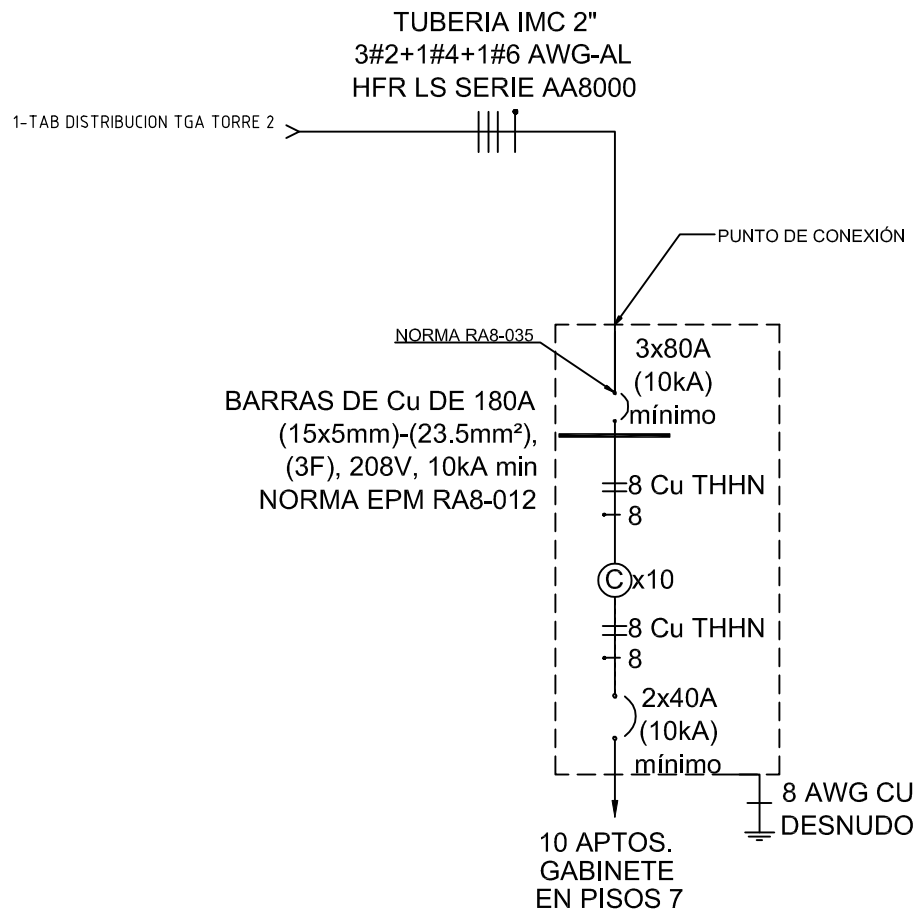 TUBERIA IMC 2"
3#2+1#4+1#6 AWG-AL
HFR LS SERIE AA8000
1-TAB DISTRIBUCION TGA TORRE 2
PUNTO DE CONEXIÓN
NORMA RA8-035
3x80A
(10kA)
mínimo
BARRAS DE Cu DE 180A
(15x5mm)-(23.5mm²),
(3F), 208V, 10kA min
NORMA EPM RA8-012
8 Cu THHN
8
C x10
8 Cu THHN
8
2x40A
(10kA)
mínimo
8 AWG CU
DESNUDO
10 APTOS.
GABINETE
EN PISOS 7